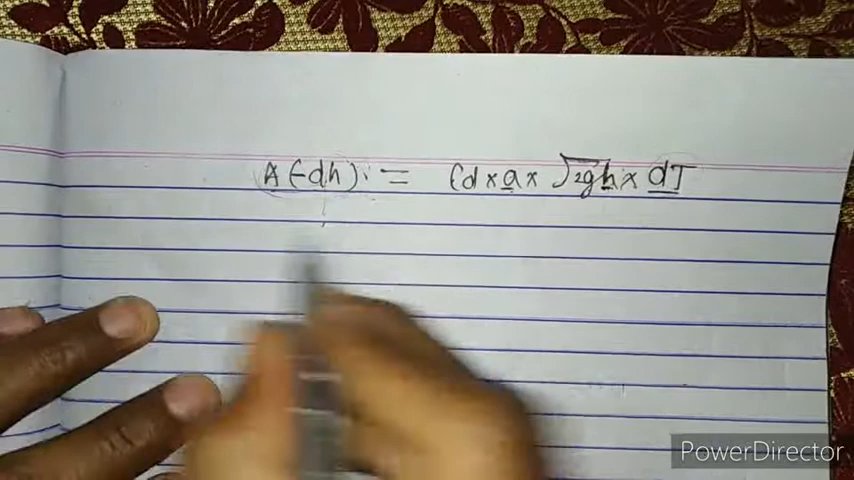 A(-dh) = Cd x a x √2gh x dT
PowerDirector